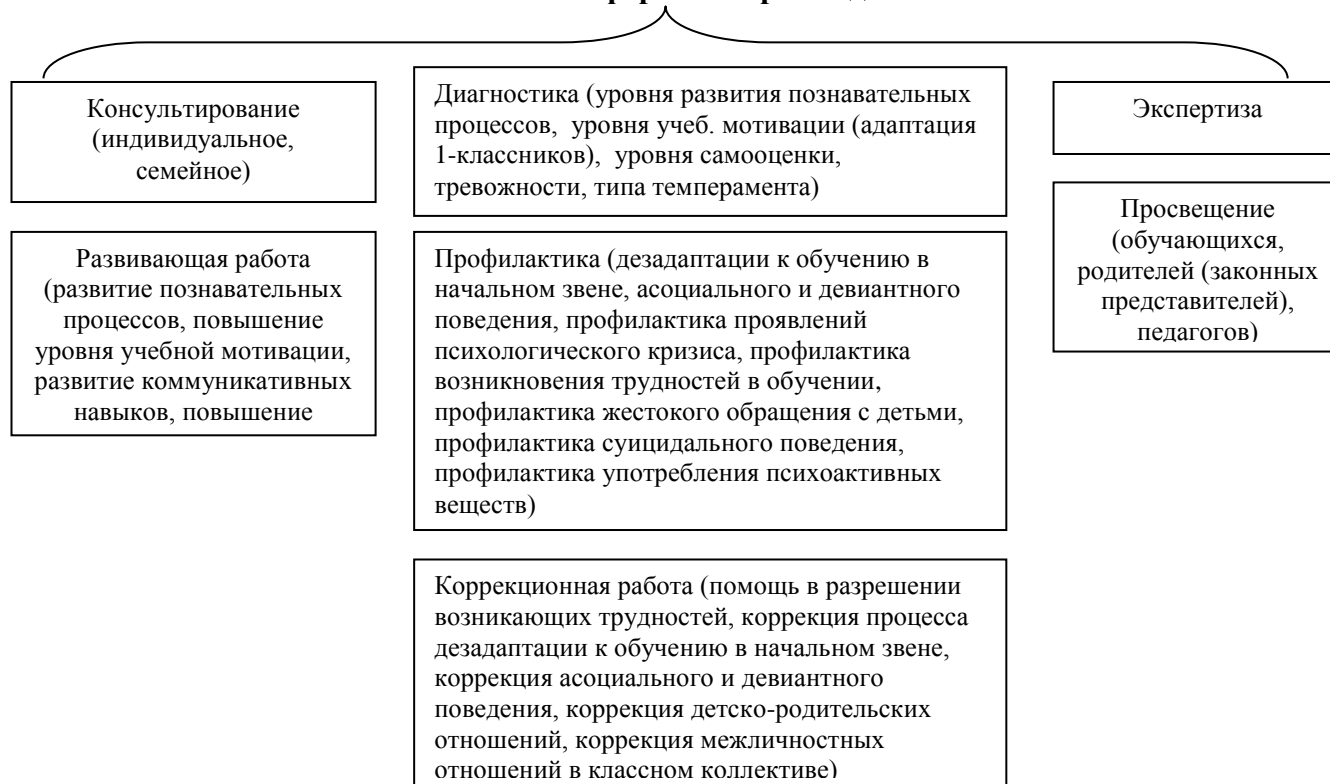 Консультирование
(индивидуальное,
семейное)
Диагностика (уровня развития познавательных
процессов, уровня учеб. мотивации (адаптация
1-классников), уровня самооценки,
тревожности, типа темперамента)
Экспертиза
Развивающая работа
(развитие познавательных
процессов, повышение
уровня учебной мотивации,
развитие коммуникативных
навыков, повышение
Профилактика (дезадаптации к обучению в
начальном звене, асоциального и девиантного
поведения, профилактика проявлений
психологического кризиса, профилактика
возникновения трудностей в обучении,
профилактика жестокого обращения с детьми,
профилактика суицидального поведения,
профилактика употребления психоактивных
веществ)
Просвещение
(обучающихся,
родителей (законных
представителей),
педагогов)
Коррекционная работа (помощь в разрешении
возникающих трудностей, коррекция процесса
дезадаптации к обучению в начальном звене,
коррекция асоциального и девиантного
поведения, коррекция детско-родительских
отношений, коррекция межличностных
отношений в классном коллективе)